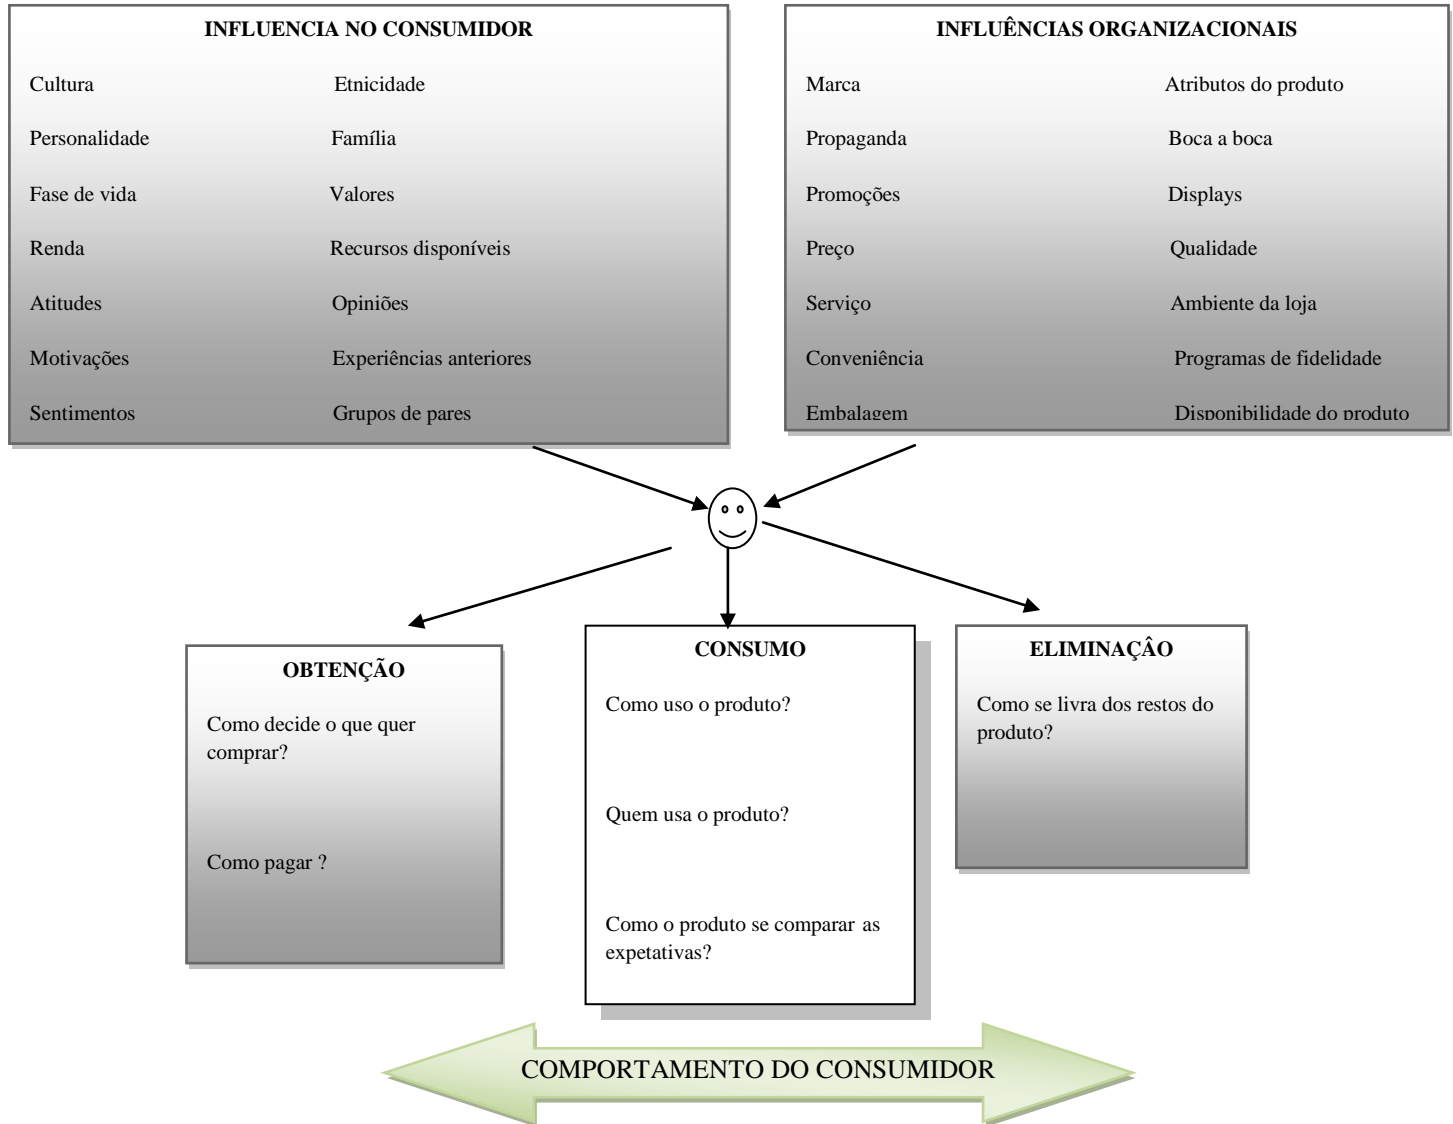 INFLUENCIA NO CONSUMIDOR
Cultura Etnicidade
Personalidade Família
Fase de vida Valores
Renda Recursos disponíveis
Atitudes Opiniões
Motivações Experiências anteriores
Sentimentos Grupos de pares
INFLUÊNCIAS ORGANIZACIONAIS
Marca Atributos do produto
Propaganda Boca a boca
Promoções Displays
Preço Qualidade
Serviço Ambiente da loja
Conveniência Programas de fidelidade
Embalagem Disponibilidade do produto
OBTENÇÃO
Como decide o que quer
comprar?
Como pagar ?
CONSUMO
Como uso o produto?
Quem usa o produto?
Como o produto se comparar as
expetativas?
ELIMINAÇÂO
Como se livra dos restos do
produto?
COMPORTAMENTO DO CONSUMIDOR